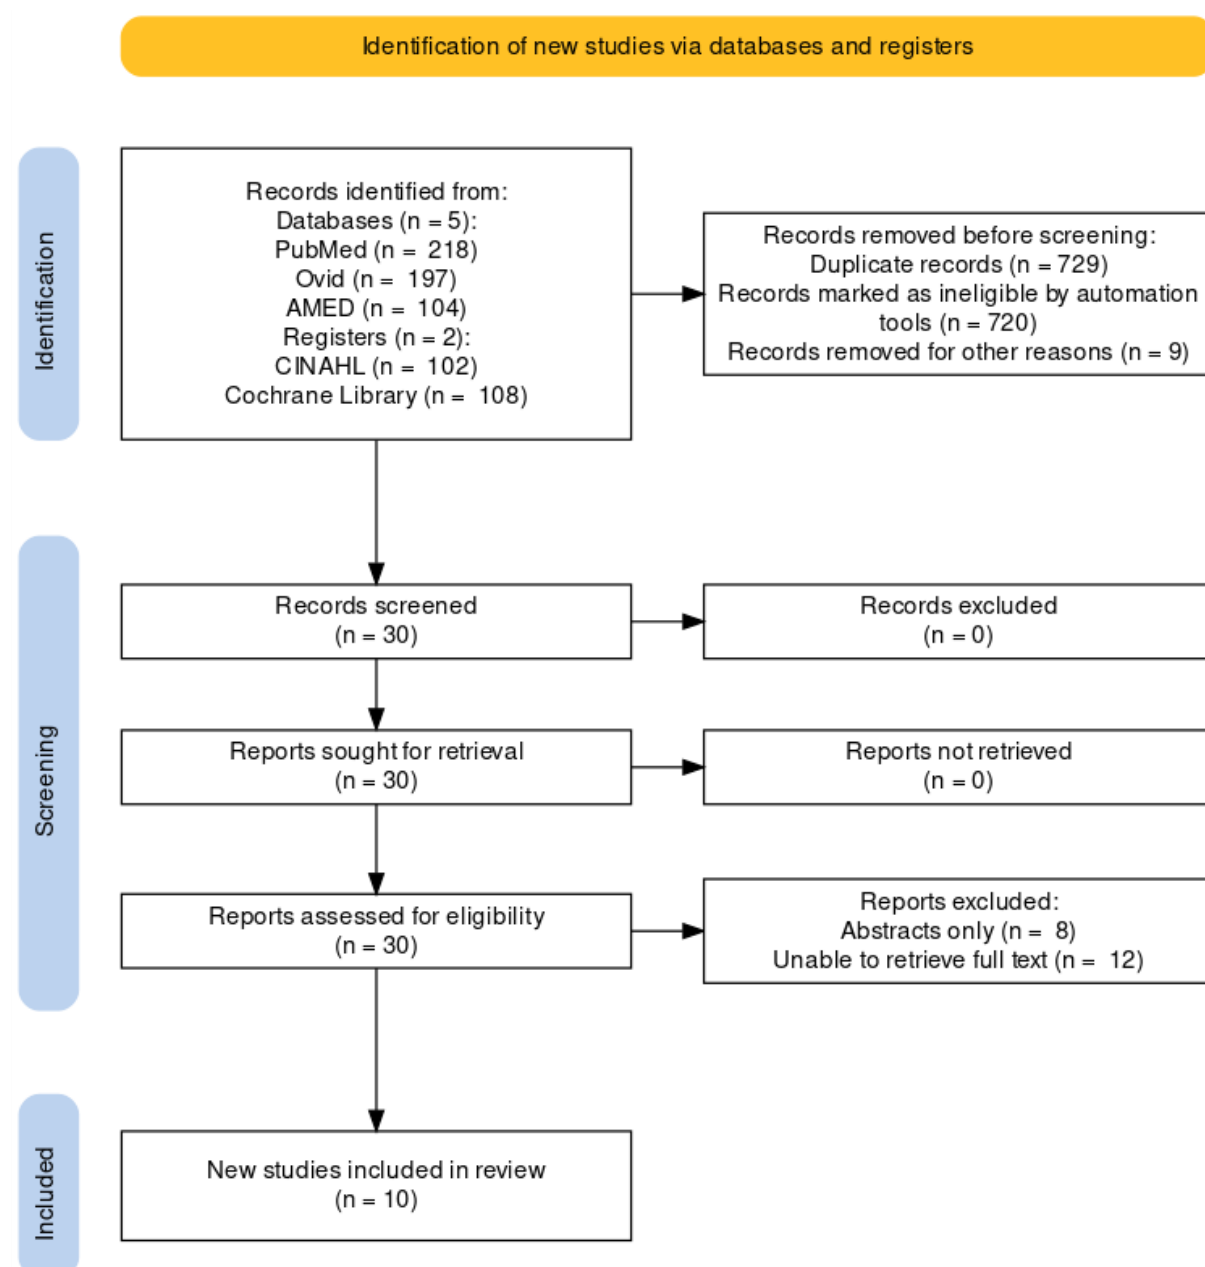 Identification of new studies via databases and registers
Identification
Records identified from:
Databases (n = 5):
PubMed (n = 218)
Ovid (n = 197)
AMED (n = 104)
Registers (n = 2):
CINAHL (n = 102)
Cochrane Library (n = 108)
Records removed before screening:
Duplicate records (n = 729)
Records marked as ineligible by automation
tools (n = 720)
Records removed for other reasons (n = 9)
Screening
Records screened
(n = 30)
Records excluded
(n = 0)
Reports sought for retrieval
(n = 30)
Reports not retrieved
(n = 0)
Reports assessed for eligibility
(n = 30)
Reports excluded:
Abstracts only (n = 8)
Unable to retrieve full text (n = 12)
Included
New studies included in review
(n = 10)